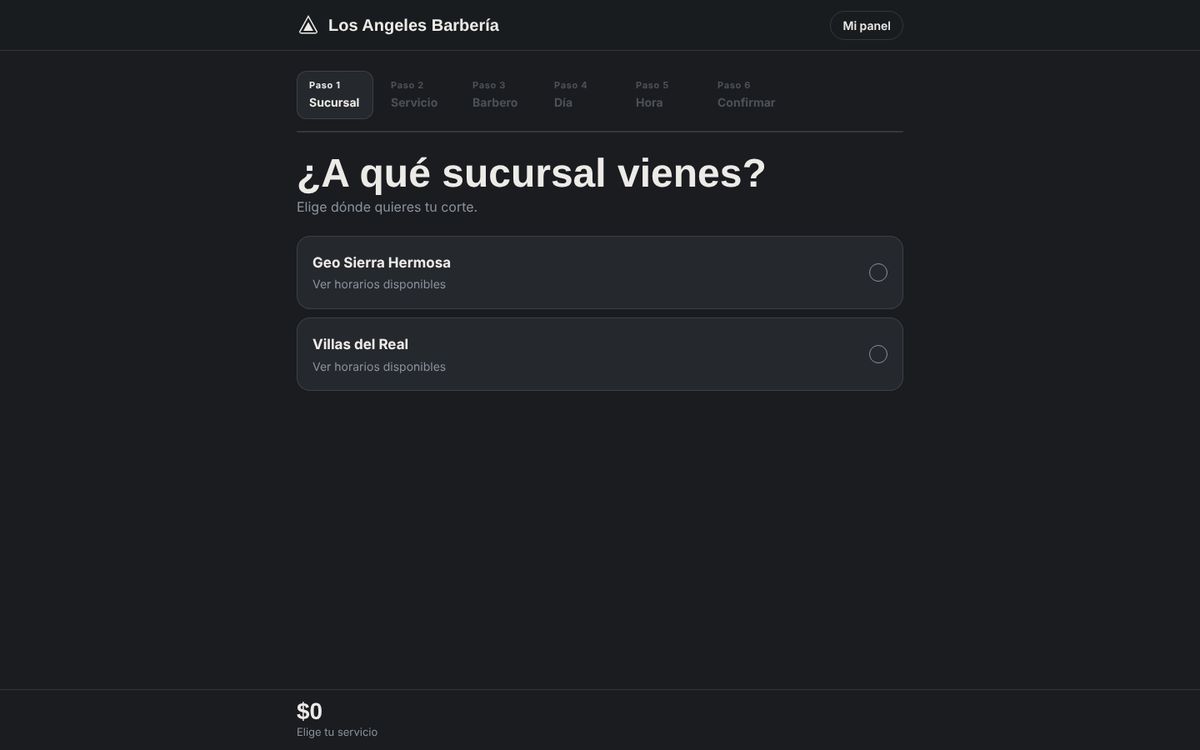 Los Angeles Barbería
Mi panel
Paso 1
Sucursal
Paso 2
Servicio
Paso 3
Barbero
Paso 4
Día
Paso 5
Hora
Paso 6
Confirmar
¿A qué sucursal vienes?
Elige dónde quieres tu corte.
Geo Sierra Hermosa
Ver horarios disponibles
Villas del Real
Ver horarios disponibles
$0
Elige tu servicio